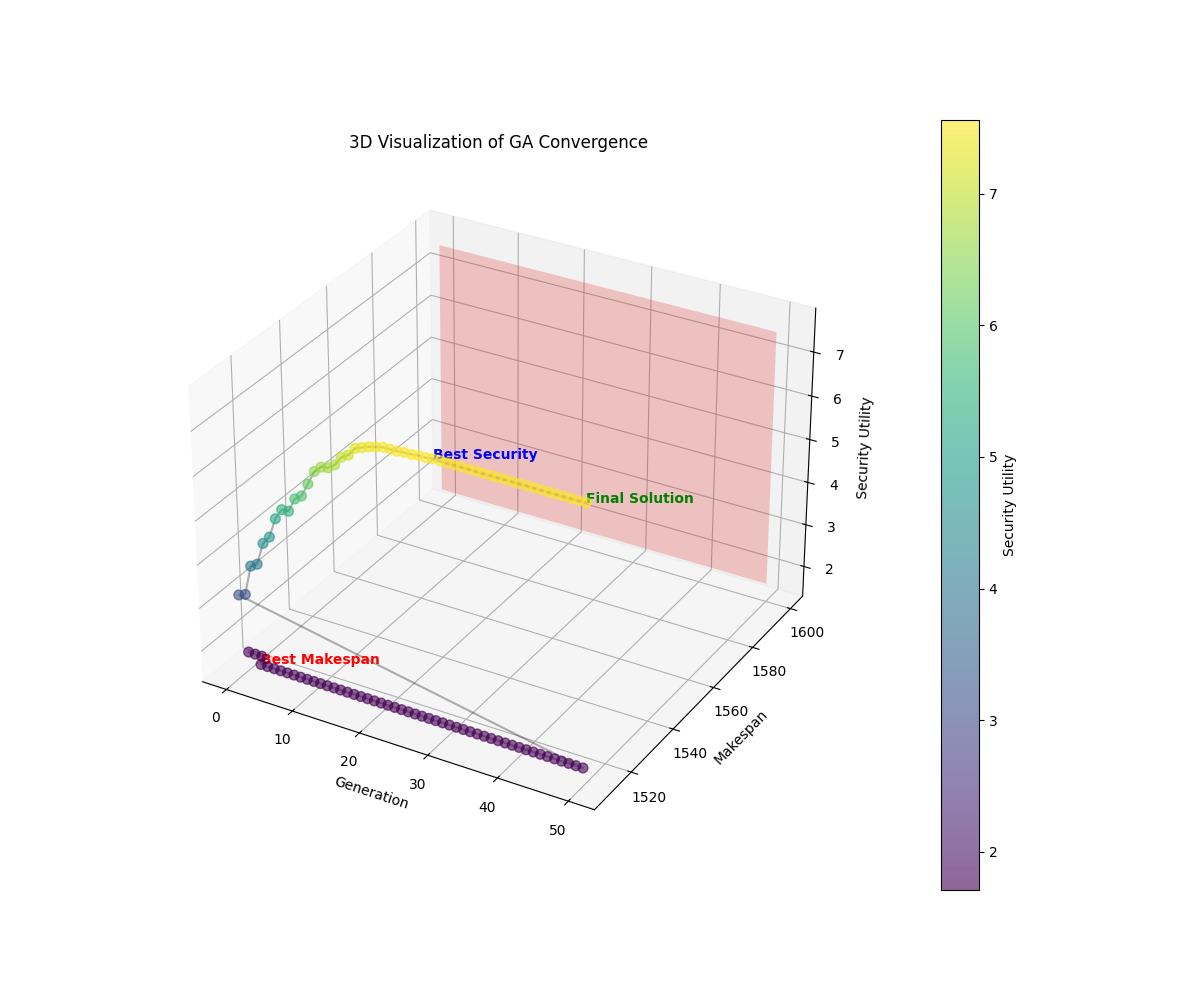 3D Visualization of GA Convergence
Best Security
Final Solution
Best Makespan
0
10
20
30
40
50
Generation
1520
1540
1560
1580
1600
Makespan
2
3
4
5
6
7
Security Utility
7
6
5
4
3
2
Security Utility